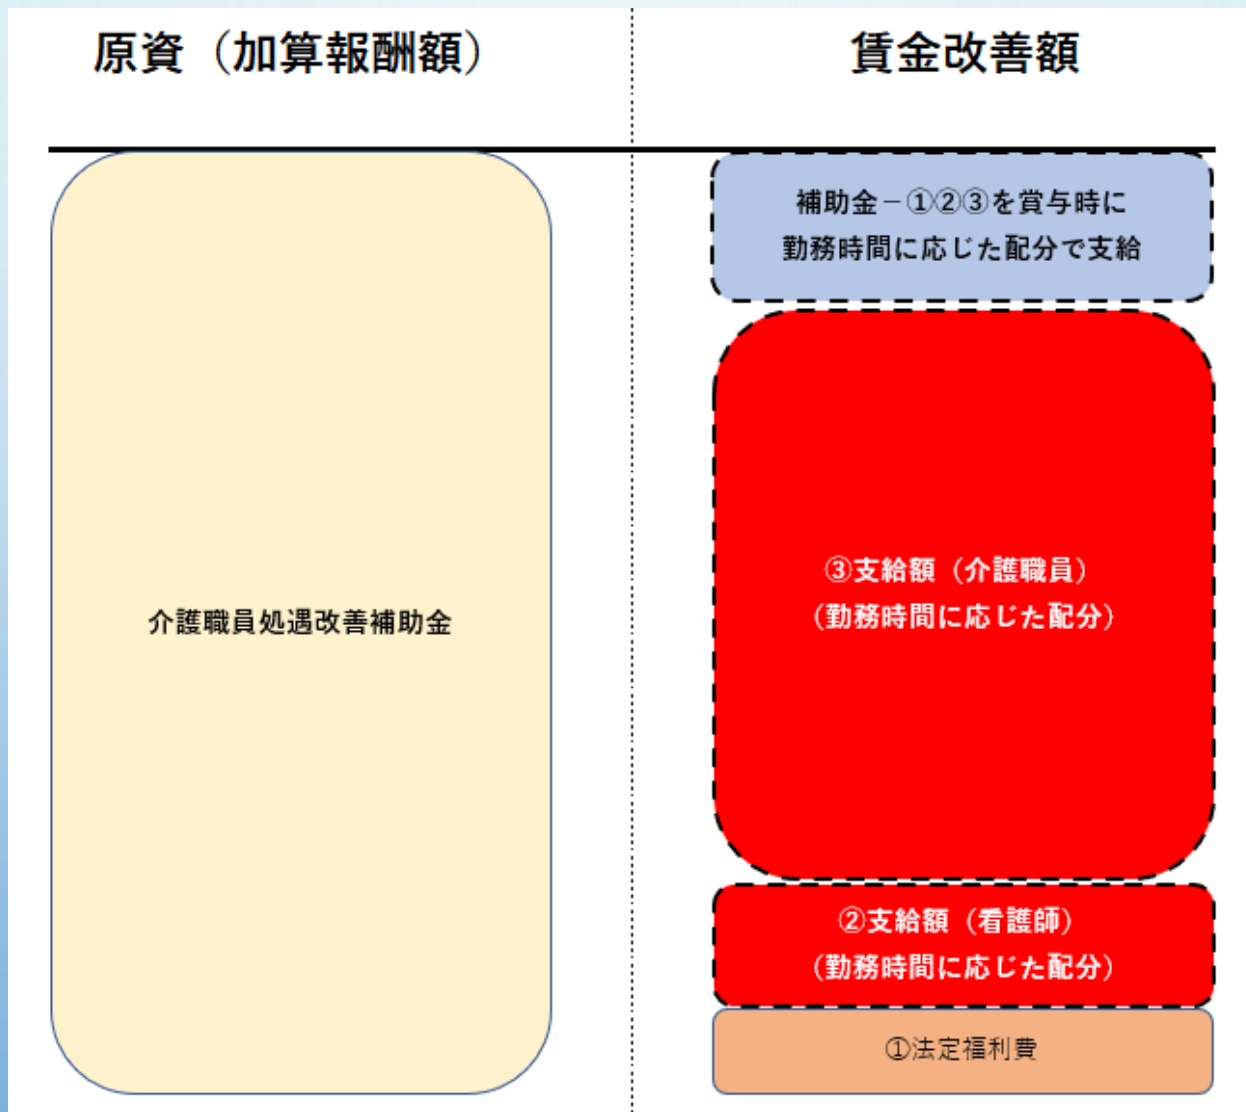 原資（加算報酬額）
賃金改善額
介護職員処遇改善補助金
補助金－①②③を賞与時に
勤務時間に応じた配分で支給
③支給額（介護職員）
（勤務時間に応じた配分）
②支給額（看護師）
（勤務時間に応じた配分）
①法定福利費